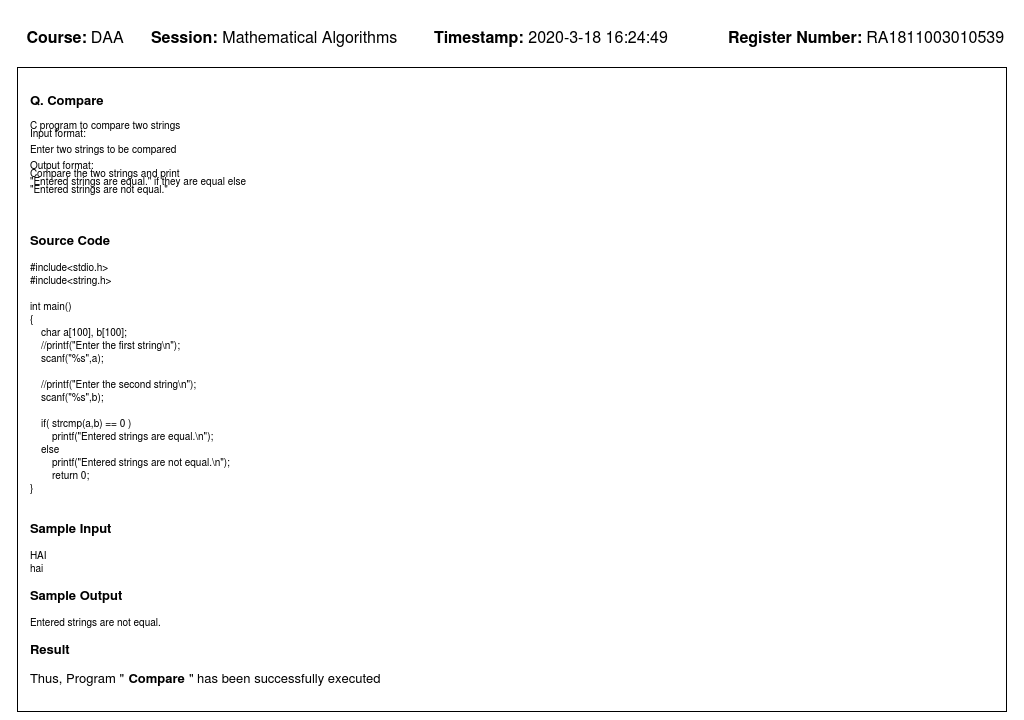 Course: DAA Session: Mathematical Algorithms Timestamp: 2020-3-18 16:24:49 Register Number: RA1811003010539
Q. Compare
C program to compare two strings
Input format:
Enter two strings to be compared
Output format:
Compare the two strings and print
"Entered strings are equal." if they are equal else
"Entered strings are not equal."
Source Code
#include<stdio.h>
#include<string.h>
int main()
{
char a[100], b[100];
//printf("Enter the first string\n");
scanf("%s",a);
//printf("Enter the second string\n");
scanf("%s",b);
if( strcmp(a,b) == 0 )
printf("Entered strings are equal.\n");
else
printf("Entered strings are not equal.\n");
return 0;
}
Sample Input
HAI
hai
Sample Output
Entered strings are not equal.
Result
Thus, Program " Compare " has been successfully executed